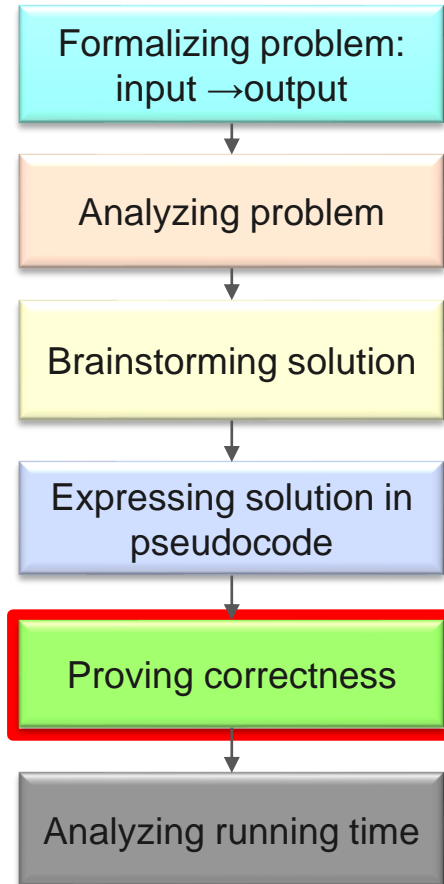 Formalizing problem:
input →output
Analyzing problem
Brainstorming solution
Expressing solution in
pseudocode
Proving correctness
Analyzing running time